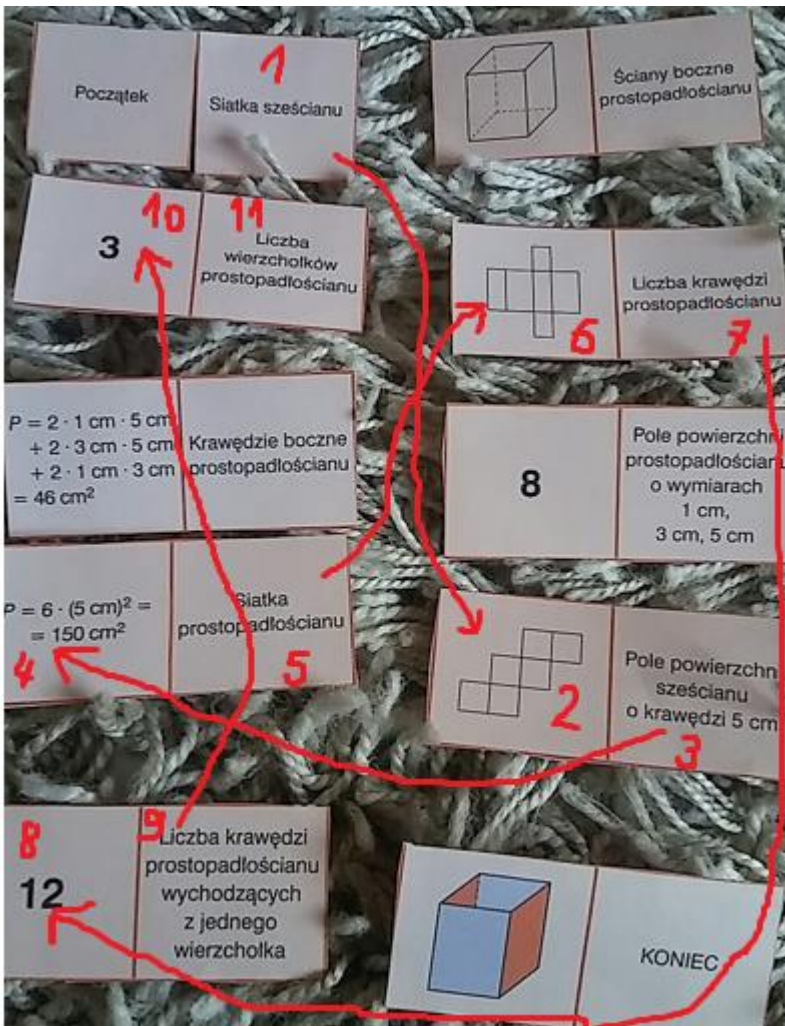 Początek
1
Siatka sześcianu
Ściany boczne
prostopadłościanu
10
3
11
Liczba
wierzchołków
prostopadłościanu
6
Liczba krawędzi
prostopadłościanu
7
P = 2 · 1 cm · 5 cm
+ 2 · 3 cm · 5 cm
+ 2 · 1 cm · 3 cm
= 46 cm²
Krawędzie boczne
prostopadłościanu
8
Pole powierzchni
prostopadłościanu
o wymiarach
1 cm,
3 cm, 5 cm
P = 6 · (5 cm)² =
= 150 cm²
4
Siatka
prostopadłościanu
5
2
Pole powierzchni
sześcianu
o krawędzi 5 cm
3
8
12
9
Liczba krawędzi
prostopadłościanu
wychodzących
z jednego
wierzchołka
KONIEC